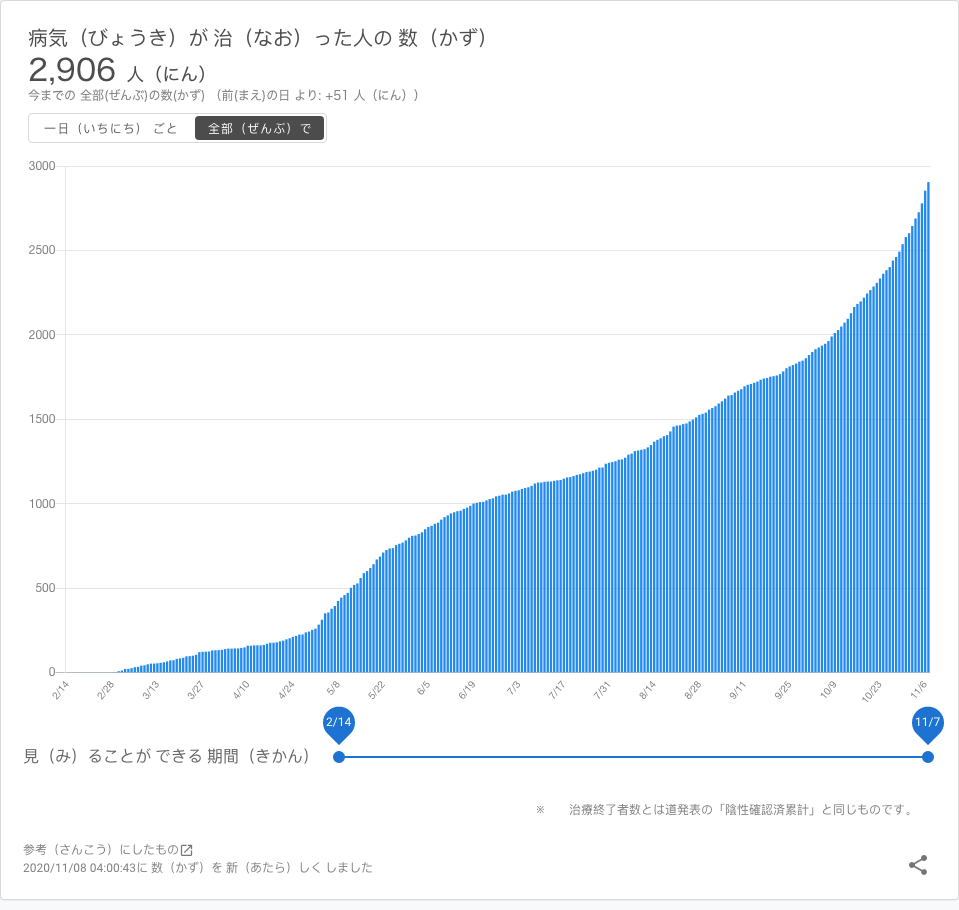 病気（びょうき）が 治（なお）った人の 数（かず）
2,906 人（にん）
今までの 全部(ぜんぶ)の数(かず) （前(まえ)の日 より: +51 人（にん））
一日（いちにち） ごと 全部（ぜんぶ）で
3000
2500
2000
1500
1000
500
0
2/14 2/28 3/13 3/27 4/10 4/24 5/8 5/22 6/5 6/19 7/3 7/17 7/31 8/14 8/28 9/11 9/25 10/9 10/23 11/6
2/14 11/7
見（み）ることが できる 期間（きかん）
※ 治療終了者数とは道発表の「陰性確認済累計」と同じものです。
参考（さんこう）にしたもの
2020/11/08 04:00:43に 数（かず）を 新（あたら）しく しました